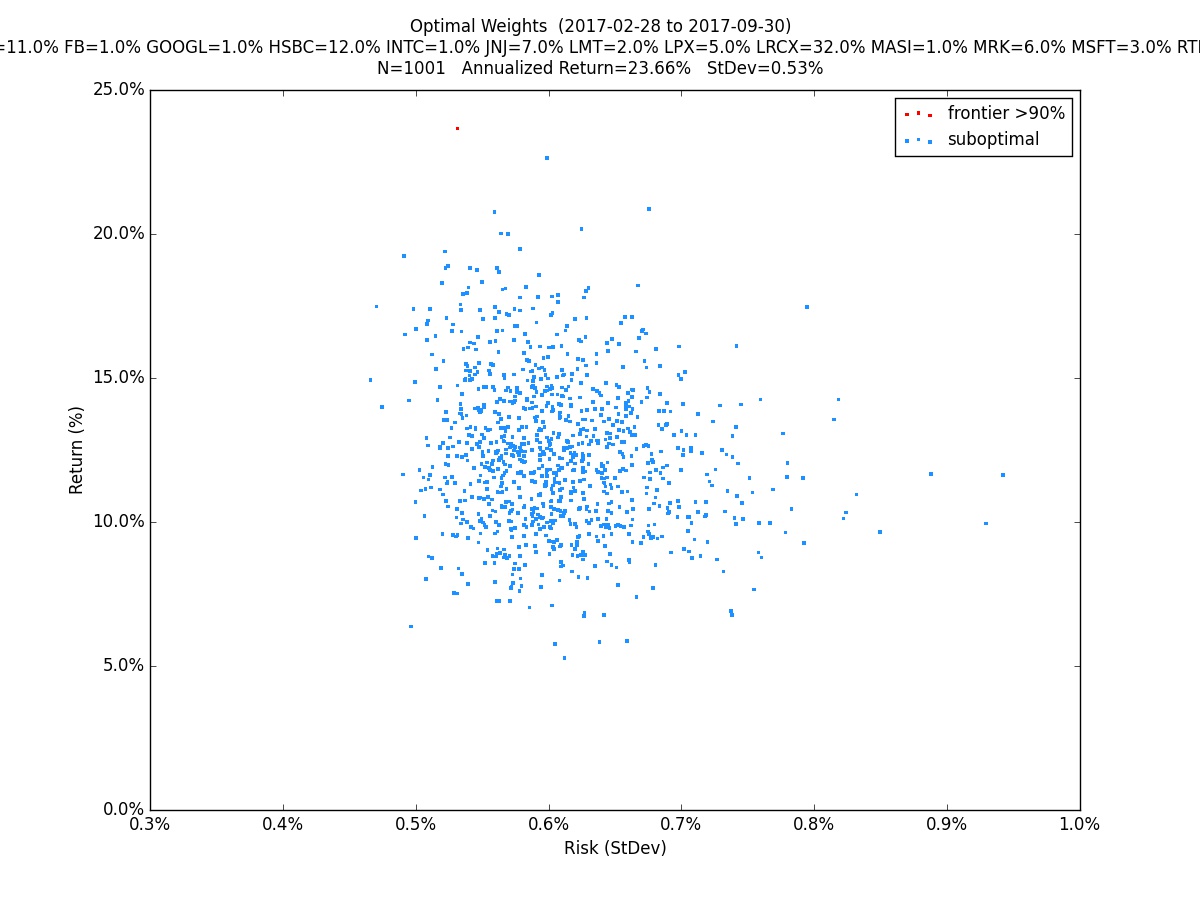 Optimal Weights (2017-02-28 to 2017-09-30)
=11.0% FB=1.0% GOOGL=1.0% HSBC=12.0% INTC=1.0% JNJ=7.0% LMT=2.0% LPX=5.0% LRCX=32.0% MASI=1.0% MRK=6.0% MSFT=3.0%
N=1001 Annualized Return=23.66% StDev=0.53%
25.0%
frontier >90%
suboptimal
20.0%
15.0%
Return (%)
10.0%
5.0%
0.0%
0.3% 0.4% 0.5% 0.6% 0.7% 0.8% 0.9% 1.0%
Risk (StDev)